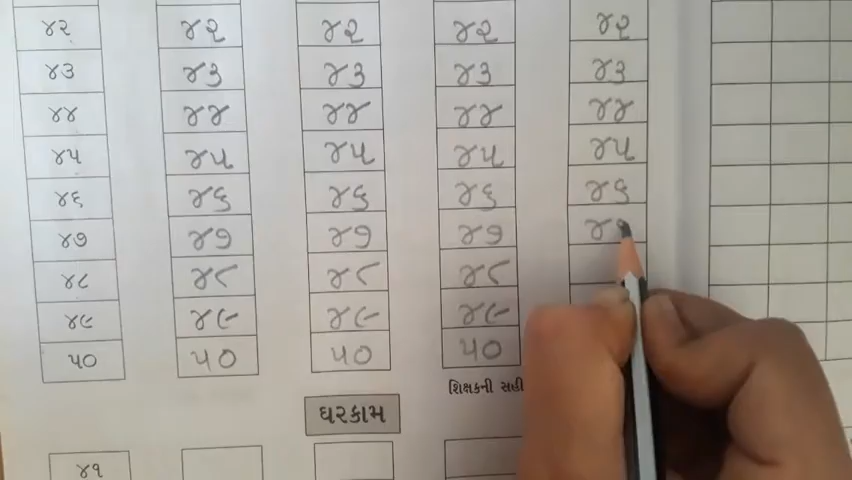 ૪૨ ૪૨ ૪૨ ૪૨ ૪૨
૪૩ ૪૩ ૪૩ ૪૩ ૪૩
૪૪ ૪૪ ૪૪ ૪૪ ૪૪
૪૫ ૪૫ ૪૫ ૪૫ ૪૫
૪૬ ૪૬ ૪૬ ૪૬ ૪૬
૪૭ ૪૭ ૪૭ ૪૭ ૪
૪૮ ૪૮ ૪૮ ૪૮
૪૯ ૪૯ ૪૯ ૪૯
૫૦ ૫૦ ૫૦ ૫૦
શિક્ષકની સહી
ઘરકામ
૪૧